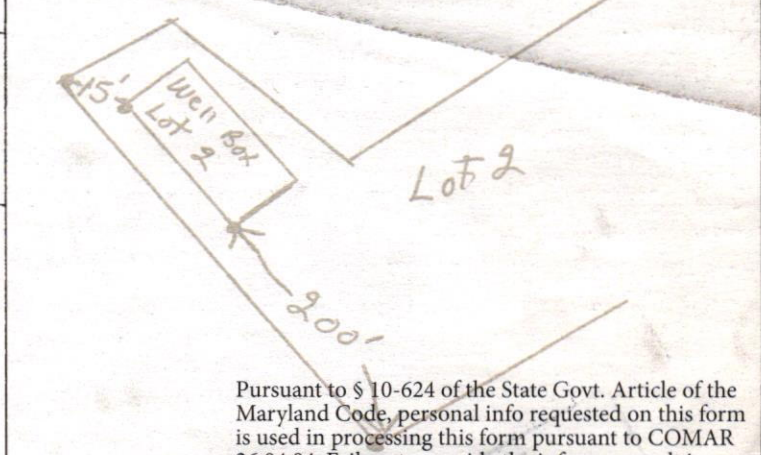 15'
Well Box
Lot 2
Lot 2
200'
Pursuant to § 10-624 of the State Govt. Article of the
Maryland Code, personal info requested on this form
is used in processing this form pursuant to COMAR